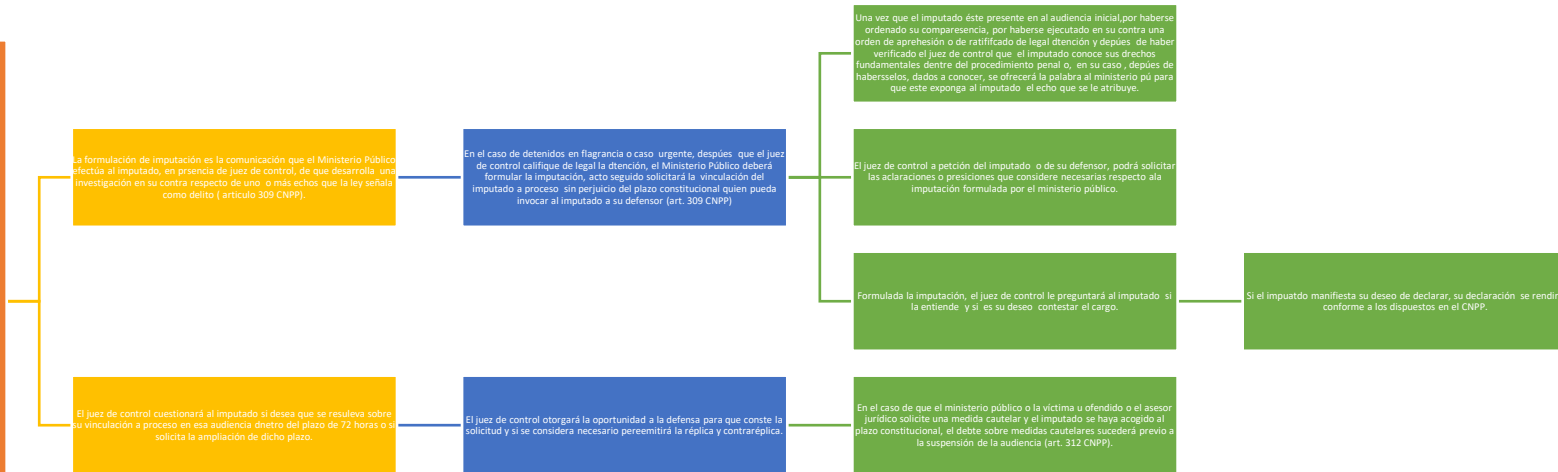 Una vez que el imputado éste presente en al audiencia inicial,por haberse
ordenado su comparesencia, por haberse ejecutado en su contra una
orden de aprehesión o de ratififcado de legal dtención y depúes de haber
verificado el juez de control que el imputado conoce sus drechos
fundamentales dentre del procedimiento penal o, en su caso , depúes de
habersselos, dados a conocer, se ofrecerá la palabra al ministerio pú para
que este exponga al imputado el echo que se le atribuye.
La formulación de imputación es la comunicación que el Ministerio Público
efectúa al imputado, en prsencia de juez de control, de que desarrolla una
investigación en su contra respecto de uno o más echos que la ley señala
como delito ( artículo 309 CNPP).
En el caso de detenidos en flagrancia o caso urgente, despúes que el juez
de control califique de legal la dtención, el Ministerio Público deberá
formular la imputación, acto seguido solicitará la vinculación del
imputado a proceso sin perjuicio del plazo constitucional quien pueda
invocar al imputado a su defensor (art. 309 CNPP)
El juez de control a petición del imputado o de su defensor, podrá solicitar
las aclaraciones o presiciones que considere necesarias respecto ala
imputación formulada por el ministerio público.
Formulada la imputación, el juez de control le preguntará al imputado si
la entiende y si es su deseo contestar el cargo.
Si el impuatdo manifiesta su deseo de declarar, su declaración se rendir
conforme a los dispuestos en el CNPP.
El juez de control cuestionará al imputado si desea que se resuleva sobre
su vinculación a proceso en esa audiencia dnetro del plazo de 72 horas o si
solicita la ampliación de dicho plazo.
El juez de control otorgará la oportunidad a la defensa para que conste la
solicitud y si se considera necesario pereemitirá la réplica y contraréplica.
En el caso de que el ministerio público o la víctima u ofendido o el asesor
jurídico solicite una medida cautelar y el imputado se haya acogido al
plazo constitucional, el debte sobre medidas cautelares sucederá previo a
la suspensión de la audiencia (art. 312 CNPP).